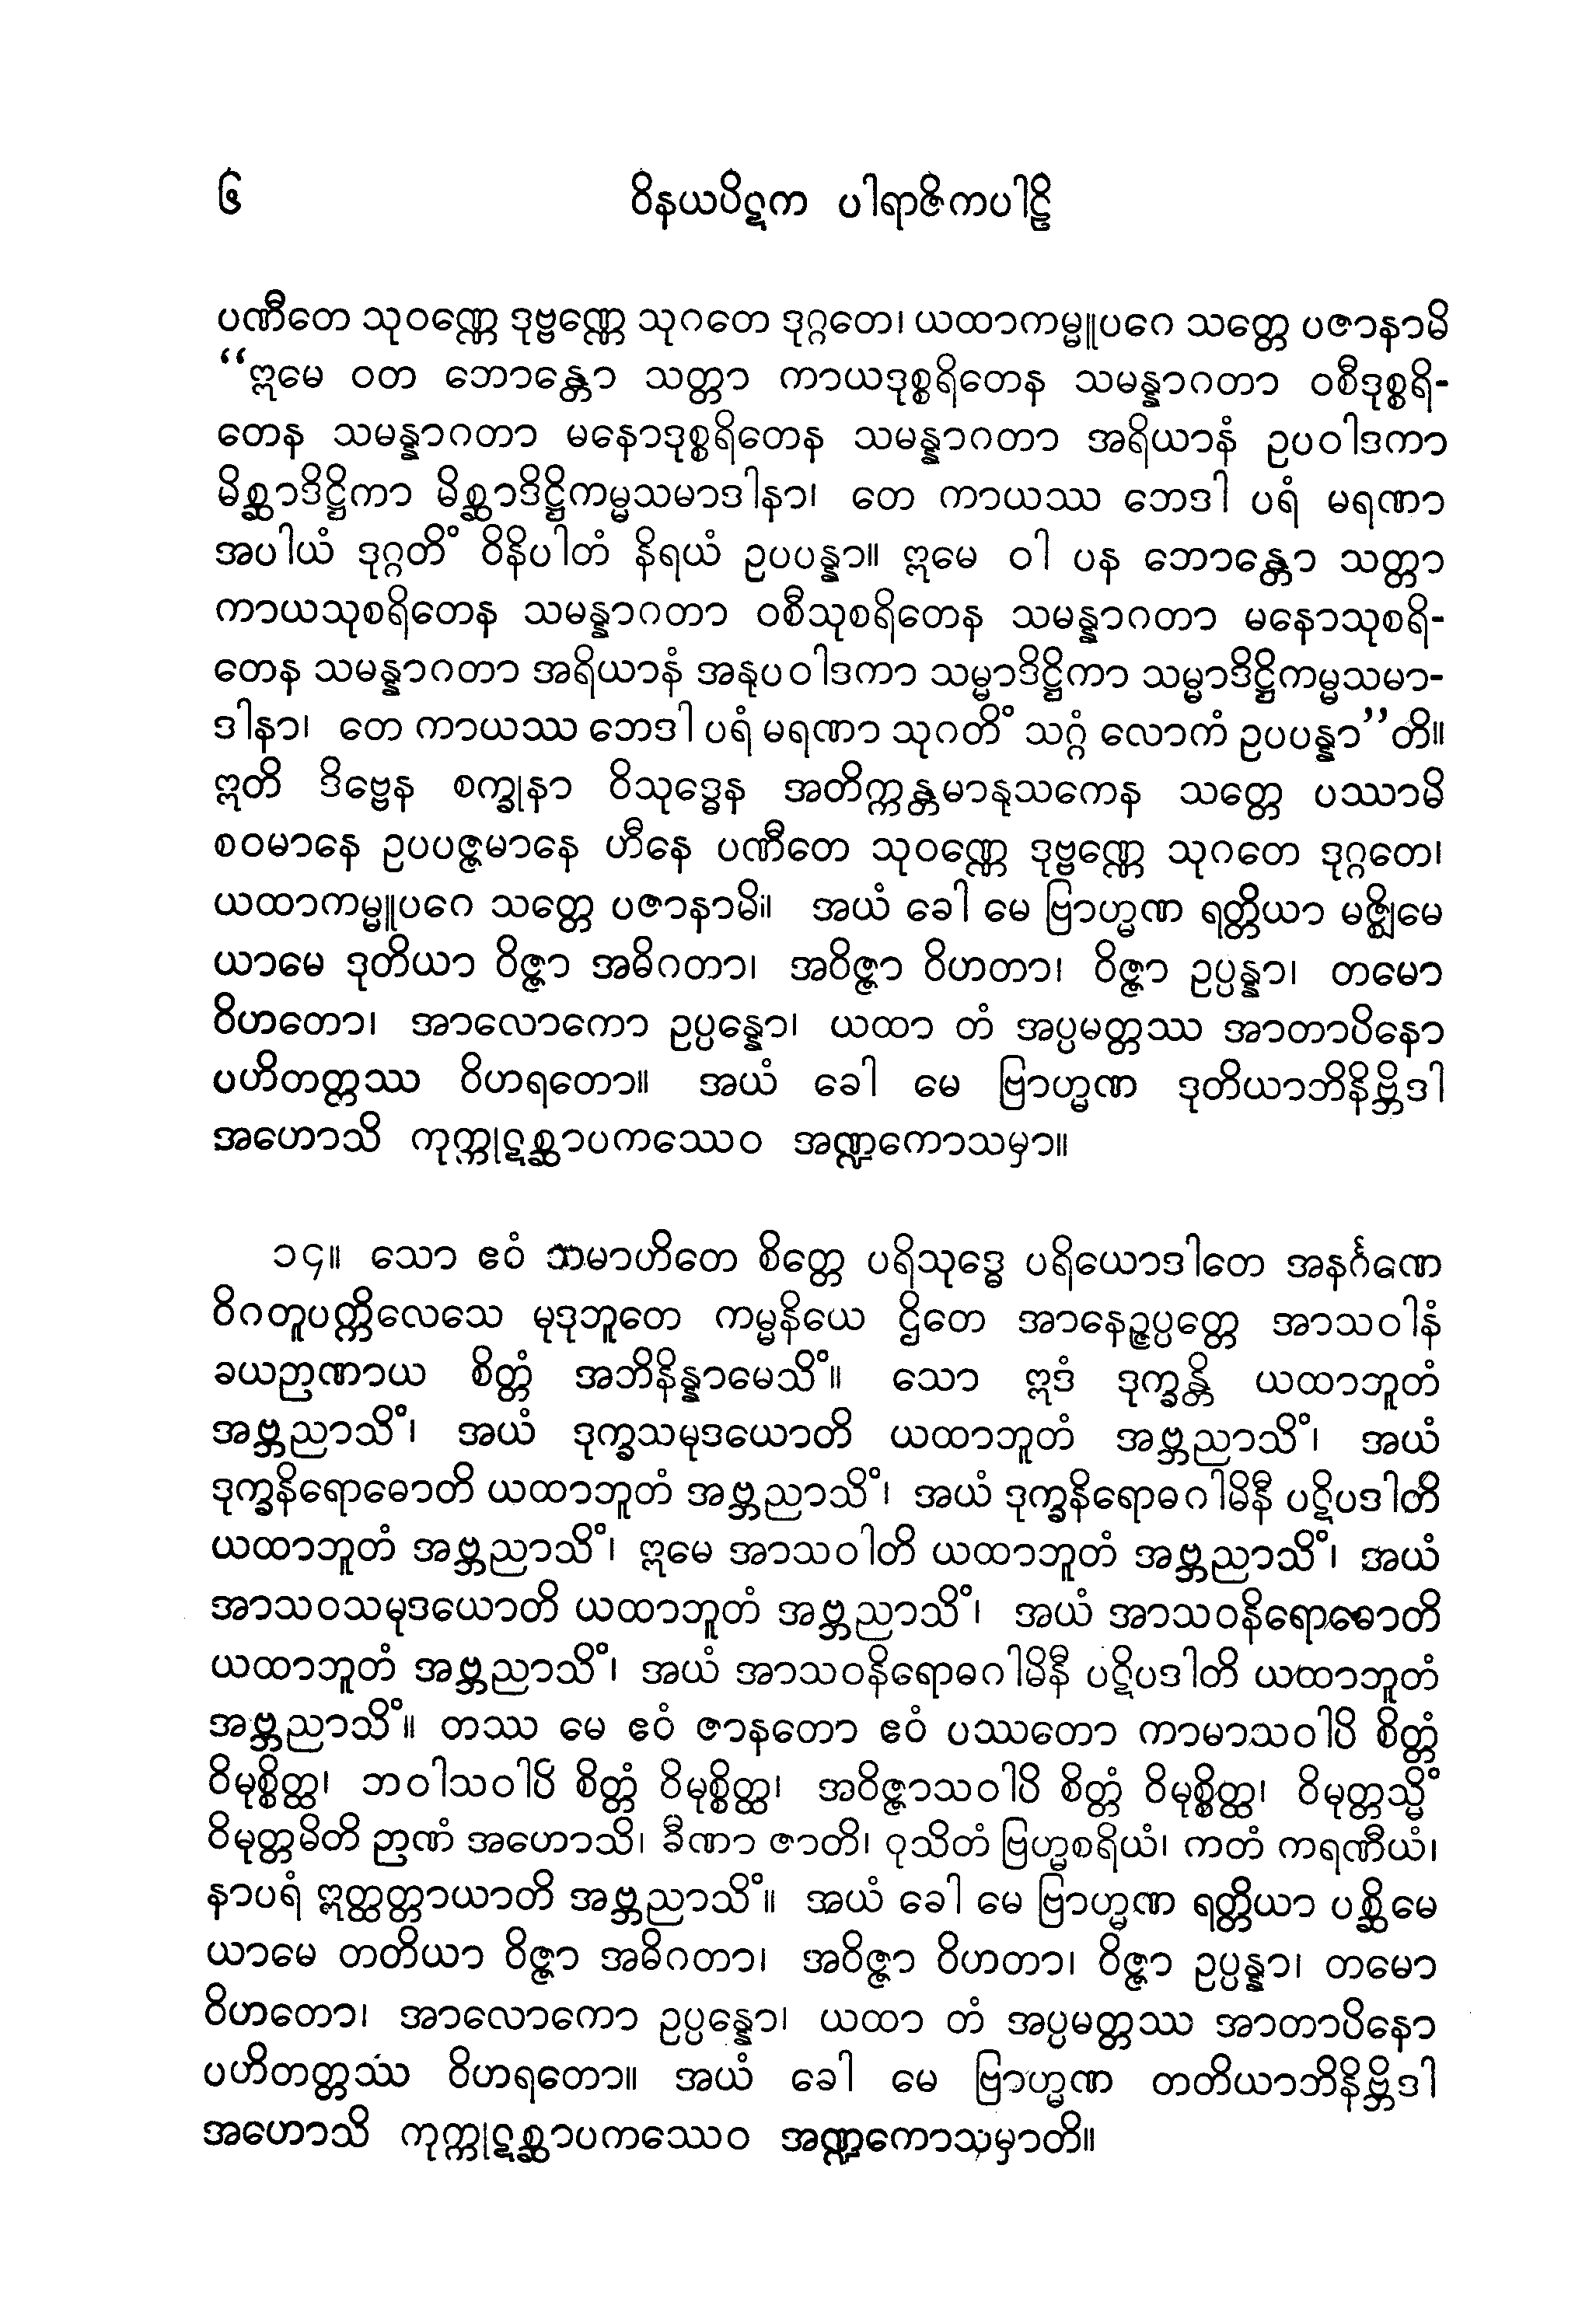 ၆ ဝိနယပိဋက ပါရာဇိကပါဠိ
ပဏီတေ သုဝဏ္ဏေ ဒုဗ္ဗဏ္ဏေ သုဂတေ ဒုဂ္ဂတေ၊ ယထာကမ္မူပဂေ သတ္တေ ပဇာနာမိ
“ဣမေ ဝတ ဘောန္တော သတ္တာ ကာယဒုစ္စရိတေန သမန္နာဂတာ ဝစီဒုစ္စရိ-
တေန သမန္နာဂတာ မနောဒုစ္စရိတေန သမန္နာဂတာ အရိယာနံ ဥပဝါဒကာ
မိစ္ဆာဒိဋ္ဌိကာ မိစ္ဆာဒိဋ္ဌိကမ္မသမာဒါနာ၊ တေ ကာယဿ ဘေဒါ ပရံ မရဏာ
အပါယံ ဒုဂ္ဂတိံ ဝိနိပါတံ နိရယံ ဥပပန္နာ။ ဣမေ ဝါ ပန ဘောန္တော သတ္တာ
ကာယသုစရိတေန သမန္နာဂတာ ဝစီသုစရိတေန သမန္နာဂတာ မနောသုစရိ-
တေန သမန္နာဂတာ အရိယာနံ အနုပဝါဒကာ သမ္မာဒိဋ္ဌိကာ သမ္မာဒိဋ္ဌိကမ္မသမာ-
ဒါနာ၊ တေ ကာယဿ ဘေဒါ ပရံ မရဏာ သုဂတိံ သဂ္ဂံ လောကံ ဥပပန္နာ”တိ။
ဣတိ ဒိဗ္ဗေန စက္ခုနာ ဝိသုဒ္ဓေန အတိက္ကန္တမာနုသကေန သတ္တေ ပဿာမိ
စဝမာနေ ဥပပဇ္ဇမာနေ ဟီနေ ပဏီတေ သုဝဏ္ဏေ ဒုဗ္ဗဏ္ဏေ သုဂတေ ဒုဂ္ဂတေ၊
ယထာကမ္မူပဂေ သတ္တေ ပဇာနာမိ။ အယံ ခေါ မေ ဗြာဟ္မဏ ရတ္တိယာ မဇ္ဈိမေ
ယာမေ ဒုတိယာ ဝိဇ္ဇာ အဓိဂတာ၊ အဝိဇ္ဇာ ဝိဟတာ၊ ဝိဇ္ဇာ ဥပ္ပန္နာ၊ တမော
ဝိဟတော၊ အာလောကော ဥပ္ပန္နော၊ ယထာ တံ အပ္ပမတ္တဿ အာတာပိနော
ပဟိတတ္တဿ ဝိဟရတော။ အယံ ခေါ မေ ဗြာဟ္မဏ ဒုတိယာဘိနိဗ္ဘိဒါ
အဟောသိ ကုက္ကုဋစ္ဆာပကဿေဝ အဏ္ဍကောသမှာ။
၁၄။ သော ဧဝံ သမာဟိတေ စိတ္တေ ပရိသုဒ္ဓေ ပရိယောဒါတေ အနင်္ဂဏေ
ဝိဂတူပက္ကိလေသေ မုဒုဘူတေ ကမ္မနိယေ ဌိတေ အာနေဉ္ဇပ္ပတ္တေ အာသဝါနံ
ခယဉာဏာယ စိတ္တံ အဘိနိန္နာမေသိံ။ သော ဣဒံ ဒုက္ခန္တိ ယထာဘူတံ
အဗ္ဘညာသိံ၊ အယံ ဒုက္ခသမုဒယောတိ ယထာဘူတံ အဗ္ဘညာသိံ၊ အယံ
ဒုက္ခနိရောဓောတိ ယထာဘူတံ အဗ္ဘညာသိံ၊ အယံ ဒုက္ခနိရောဓဂါမိနီ ပဋိပဒါတိ
ယထာဘူတံ အဗ္ဘညာသိံ၊ ဣမေ အာသဝါတိ ယထာဘူတံ အဗ္ဘညာသိံ၊ အယံ
အာသဝသမုဒယောတိ ယထာဘူတံ အဗ္ဘညာသိံ၊ အယံ အာသဝနိရောဓောတိ
ယထာဘူတံ အဗ္ဘညာသိံ၊ အယံ အာသဝနိရောဓဂါမိနီ ပဋိပဒါတိ ယထာဘူတံ
အဗ္ဘညာသိံ။ တဿ မေ ဧဝံ ဇာနတော ဧဝံ ပဿတော ကာမာသဝါပိ စိတ္တံ
ဝိမုစ္စိတ္ထ၊ ဘဝါသဝါပိ စိတ္တံ ဝိမုစ္စိတ္ထ၊ အဝိဇ္ဇာသဝါပိ စိတ္တံ ဝိမုစ္စိတ္ထ၊ ဝိမုတ္တသ္မိံ
ဝိမုတ္တမိတိ ဉာဏံ အဟောသိ၊ ခီဏာ ဇာတိ၊ ဝုသိတံ ဗြဟ္မစရိယံ၊ ကတံ ကရဏီယံ၊
နာပရံ ဣတ္ထတ္တာယာတိ အဗ္ဘညာသိံ။ အယံ ခေါ မေ ဗြာဟ္မဏ ရတ္တိယာ ပစ္ဆိမေ
ယာမေ တတိယာ ဝိဇ္ဇာ အဓိဂတာ၊ အဝိဇ္ဇာ ဝိဟတာ၊ ဝိဇ္ဇာ ဥပ္ပန္နာ၊ တမော
ဝိဟတော၊ အာလောကော ဥပ္ပန္နော၊ ယထာ တံ အပ္ပမတ္တဿ အာတာပိနော
ပဟိတတ္တဿ ဝိဟရတော။ အယံ ခေါ မေ ဗြာဟ္မဏ တတိယာဘိနိဗ္ဘိဒါ
အဟောသိ ကုက္ကုဋစ္ဆာပကဿေဝ အဏ္ဍကောသမှာတိ။